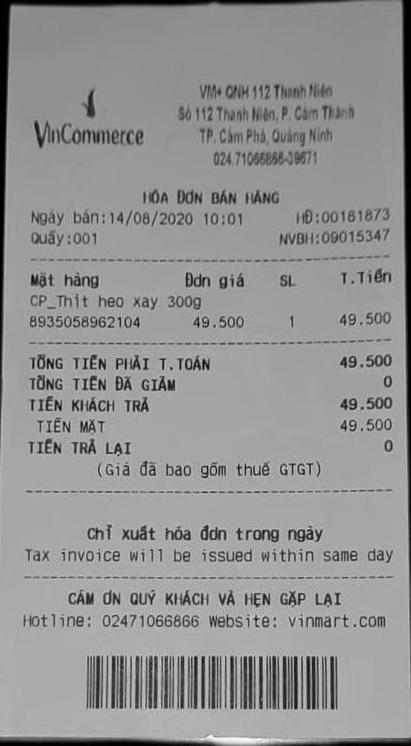 VinCommerce
VM+ QNH 112 Thanh Niên
Số 112 Thanh Niên, P. Cẩm Thành
TP. Cẩm Phả, Quảng Ninh
024.71066866-39671
HÓA ĐƠN BÁN HÀNG
Ngày bán:14/08/2020 10:01 HĐ:00181873
Quầy:001 NVBH:09015347
Mặt hàng Đơn giá SL T.Tiền
CP_Thịt heo xay 300g
8935058962104 49.500 1 49.500
TỔNG TIỀN PHẢI T.TOÁN 49.500
TỔNG TIỀN ĐÃ GIẢM 0
TIỀN KHÁCH TRẢ 49.500
TIỀN MẶT 49.500
TIỀN TRẢ LẠI 0
(Giá đã bao gồm thuế GTGT)
Chỉ xuất hóa đơn trong ngày
Tax invoice will be issued within same day
CẢM ƠN QUÝ KHÁCH VÀ HẸN GẶP LẠI
Hotline: 02471066866 Website: vinmart.com